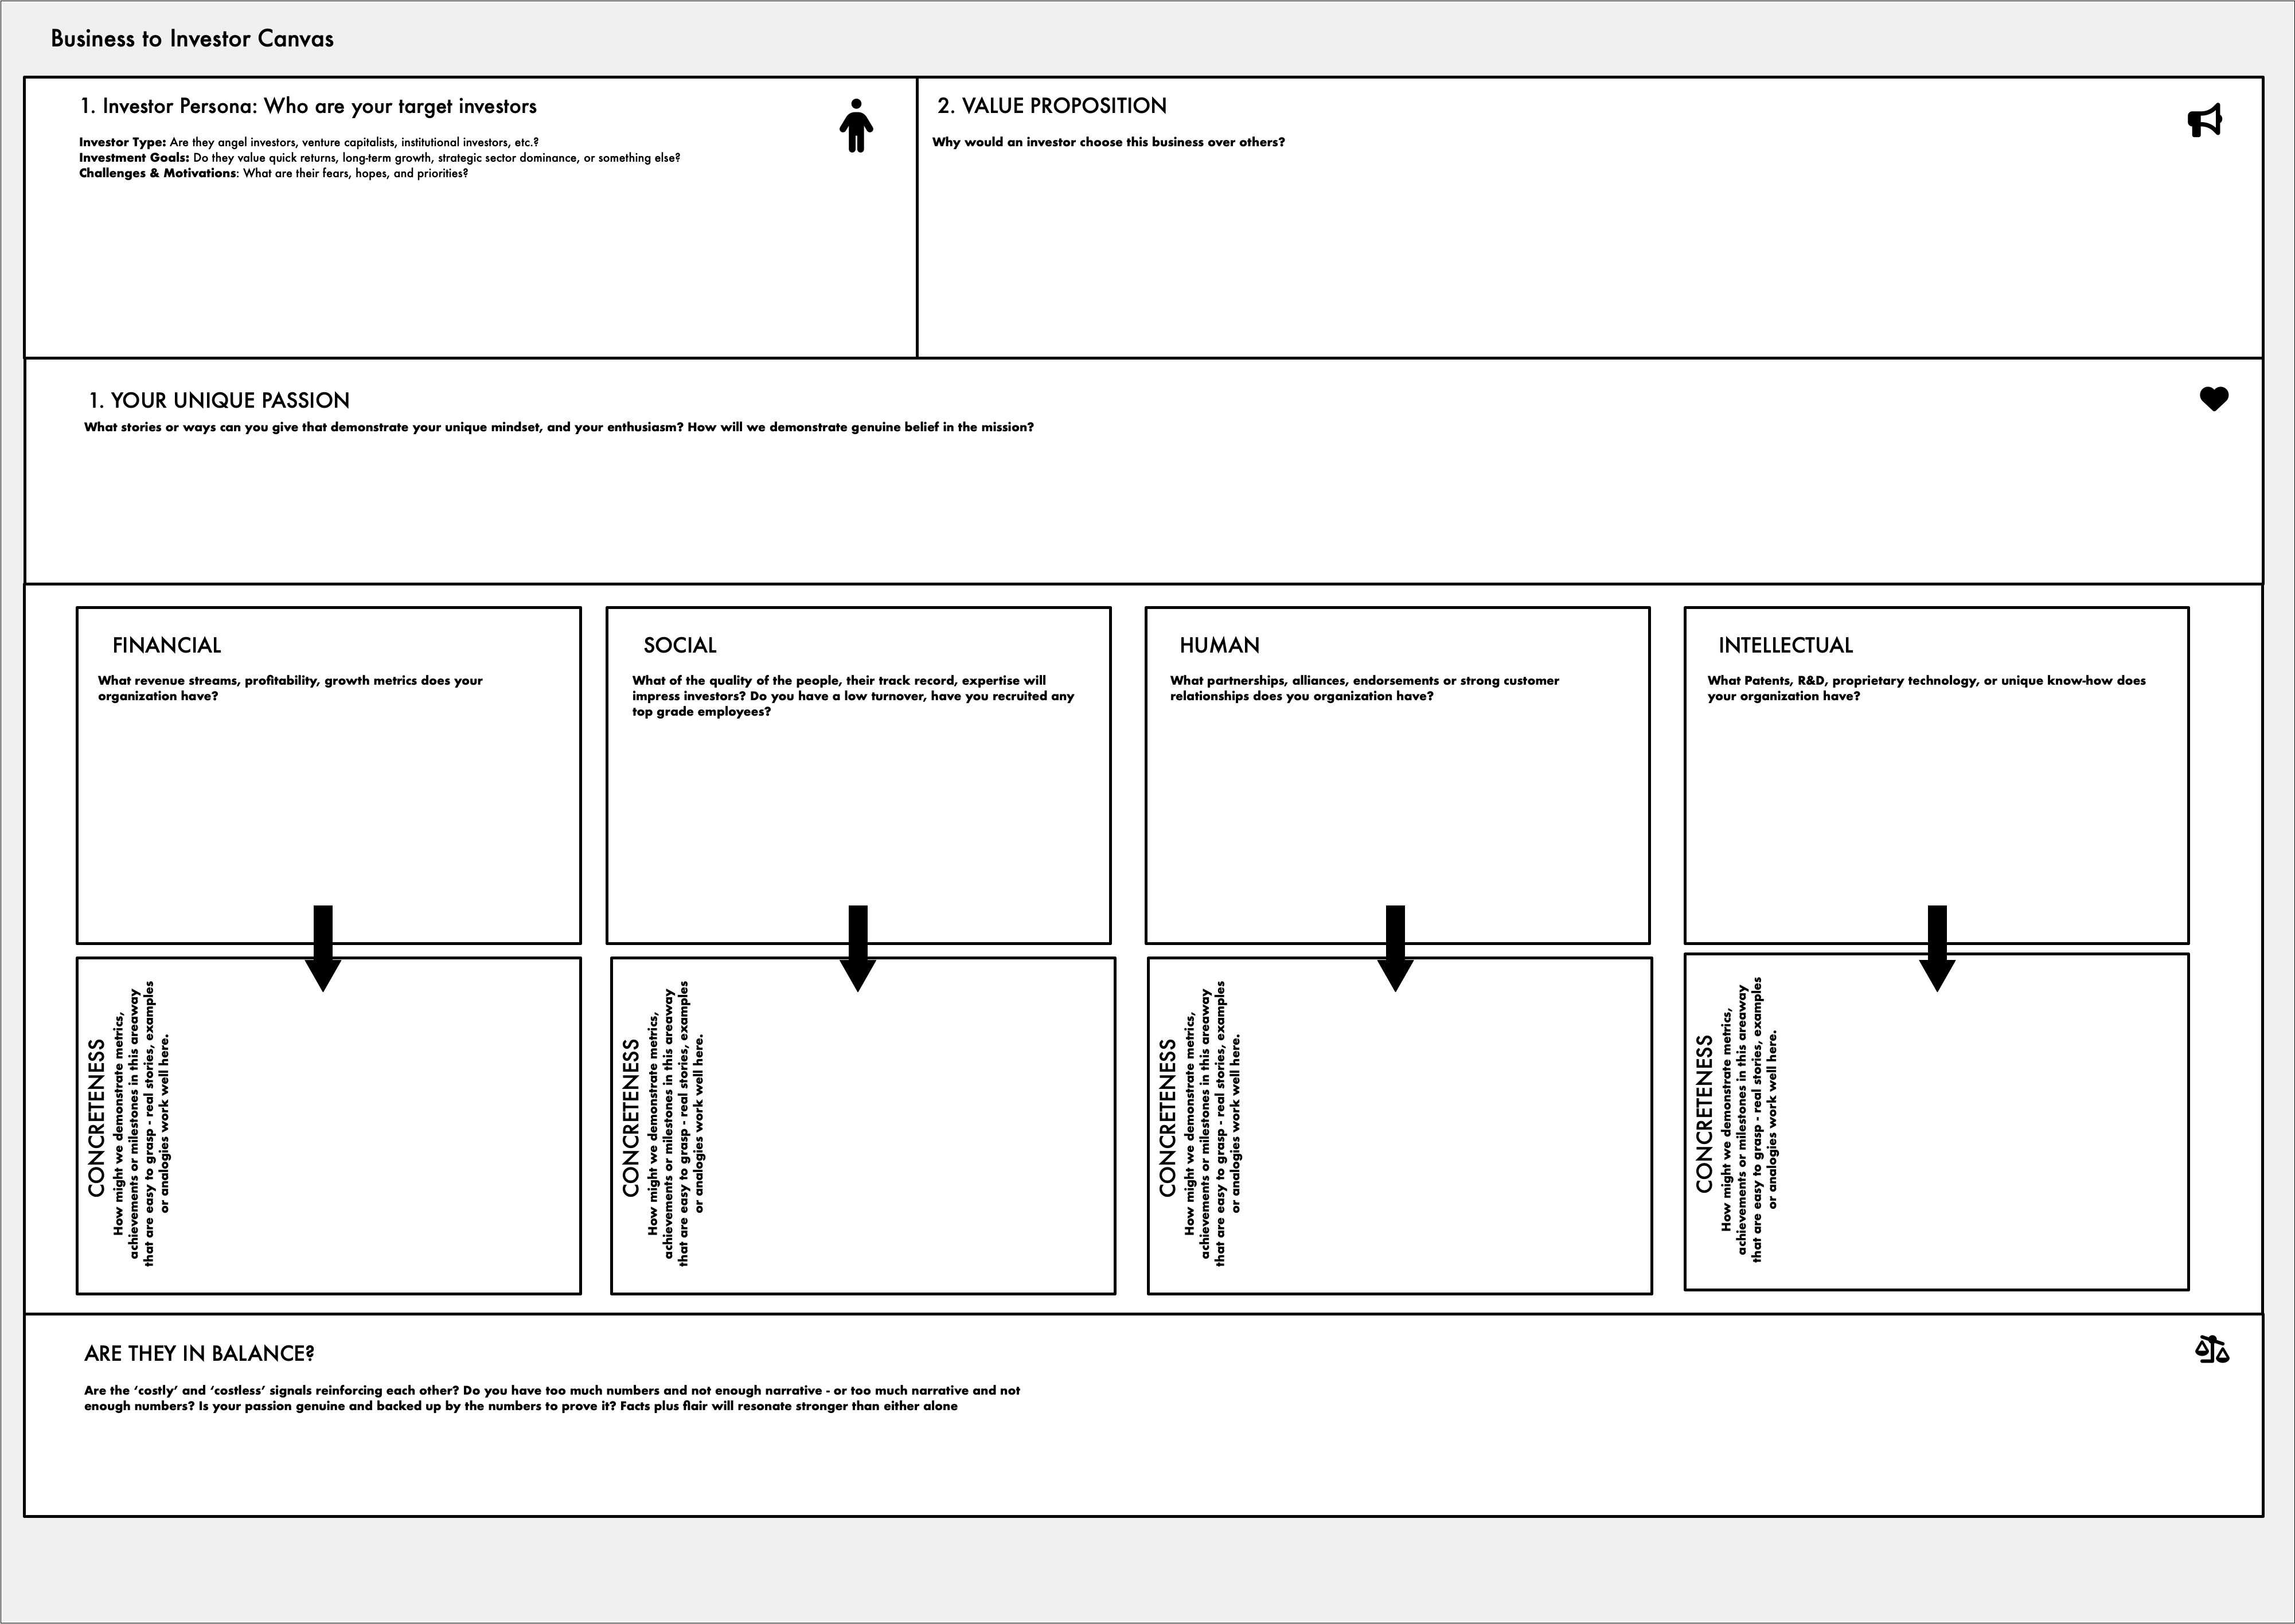 Business to Investor Canvas
1. Investor Persona: Who are your target investors
Investor Type: Are they angel investors, venture capitalists, institutional investors, etc.?
Investment Goals: Do they value quick returns, long-term growth, strategic sector dominance, or something else?
Challenges & Motivations: What are their fears, hopes, and priorities?
2. VALUE PROPOSITION
Why would an investor choose this business over others?
1. YOUR UNIQUE PASSION
What stories or ways can you give that demonstrate your unique mindset, and your enthusiasm? How will we demonstrate genuine belief in the mission?
FINANCIAL
What revenue streams, profitability, growth metrics does your
organization have?
SOCIAL
What of the quality of the people, their track record, expertise will
impress investors? Do you have a low turnover, have you recruited any
top grade employees?
HUMAN
What partnerships, alliances, endorsements or strong customer
relationships does you organization have?
INTELLECTUAL
What Patents, R&D, proprietary technology, or unique know-how does
your organization have?
CONCRETENESS
How might we demonstrate metrics,
achievements or milestones in this areaway
that are easy to grasp - real stories, examples
or analogies work well here.
CONCRETENESS
How might we demonstrate metrics,
achievements or milestones in this areaway
that are easy to grasp - real stories, examples
or analogies work well here.
CONCRETENESS
How might we demonstrate metrics,
achievements or milestones in this areaway
that are easy to grasp - real stories, examples
or analogies work well here.
CONCRETENESS
How might we demonstrate metrics,
achievements or milestones in this areaway
that are easy to grasp - real stories, examples
or analogies work well here.
ARE THEY IN BALANCE?
Are the ‘costly’ and ‘costless’ signals reinforcing each other? Do you have too much numbers and not enough narrative - or too much narrative and not
enough numbers? Is your passion genuine and backed up by the numbers to prove it? Facts plus flair will resonate stronger than either alone